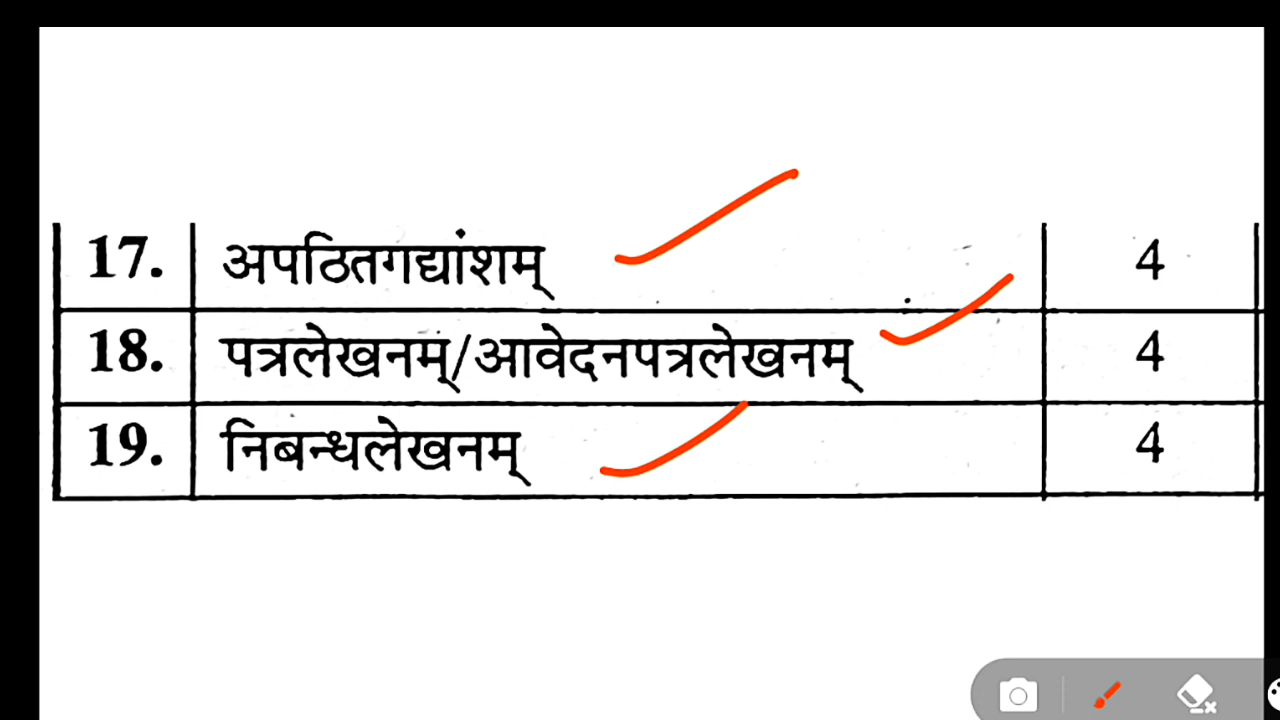 17. अपठितगद्यांशम् 4
18. पत्रलेखनम्/आवेदनपत्रलेखनम् 4
19. निबन्धलेखनम् 4